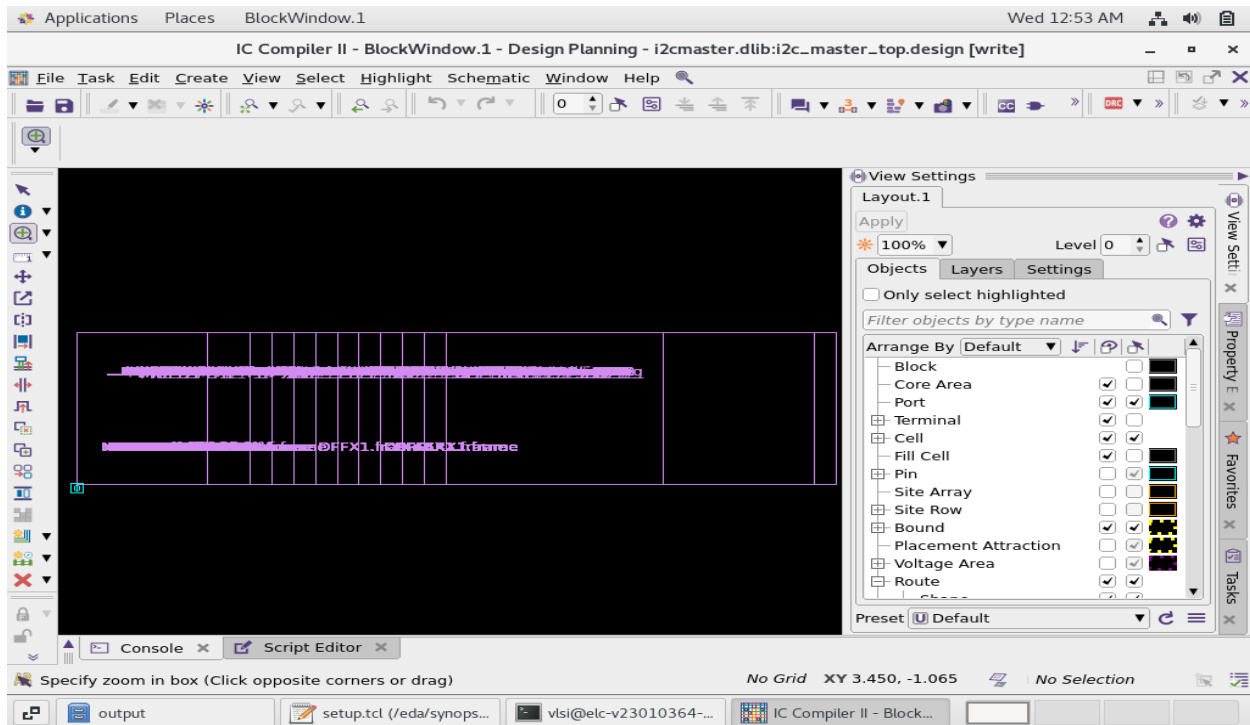 Applications Places BlockWindow.1 Wed 12:53 AM
IC Compiler II - BlockWindow.1 - Design Planning - i2cmaster.dlib:i2c_master_top.design [write]
File Task Edit Create View Select Highlight Schematic Window Help
0 CC » DRC » »
View Settings
Layout.1
Apply
100% Level 0
Objects Layers Settings
Only select highlighted
Filter objects by type name
Arrange By Default
Block
Core Area
Port
Terminal
Cell
Fill Cell
Pin
Site Array
Site Row
Bound
Placement Attraction
Voltage Area
Route
Preset U Default
View Setti
Property E
Favorites
Tasks
Console Script Editor
Specify zoom in box (Click opposite corners or drag) No Grid XY 3.450, -1.065 No Selection
output setup.tcl (/eda/synops... vlsi@elc-v23010364-... IC Compiler II - Block...